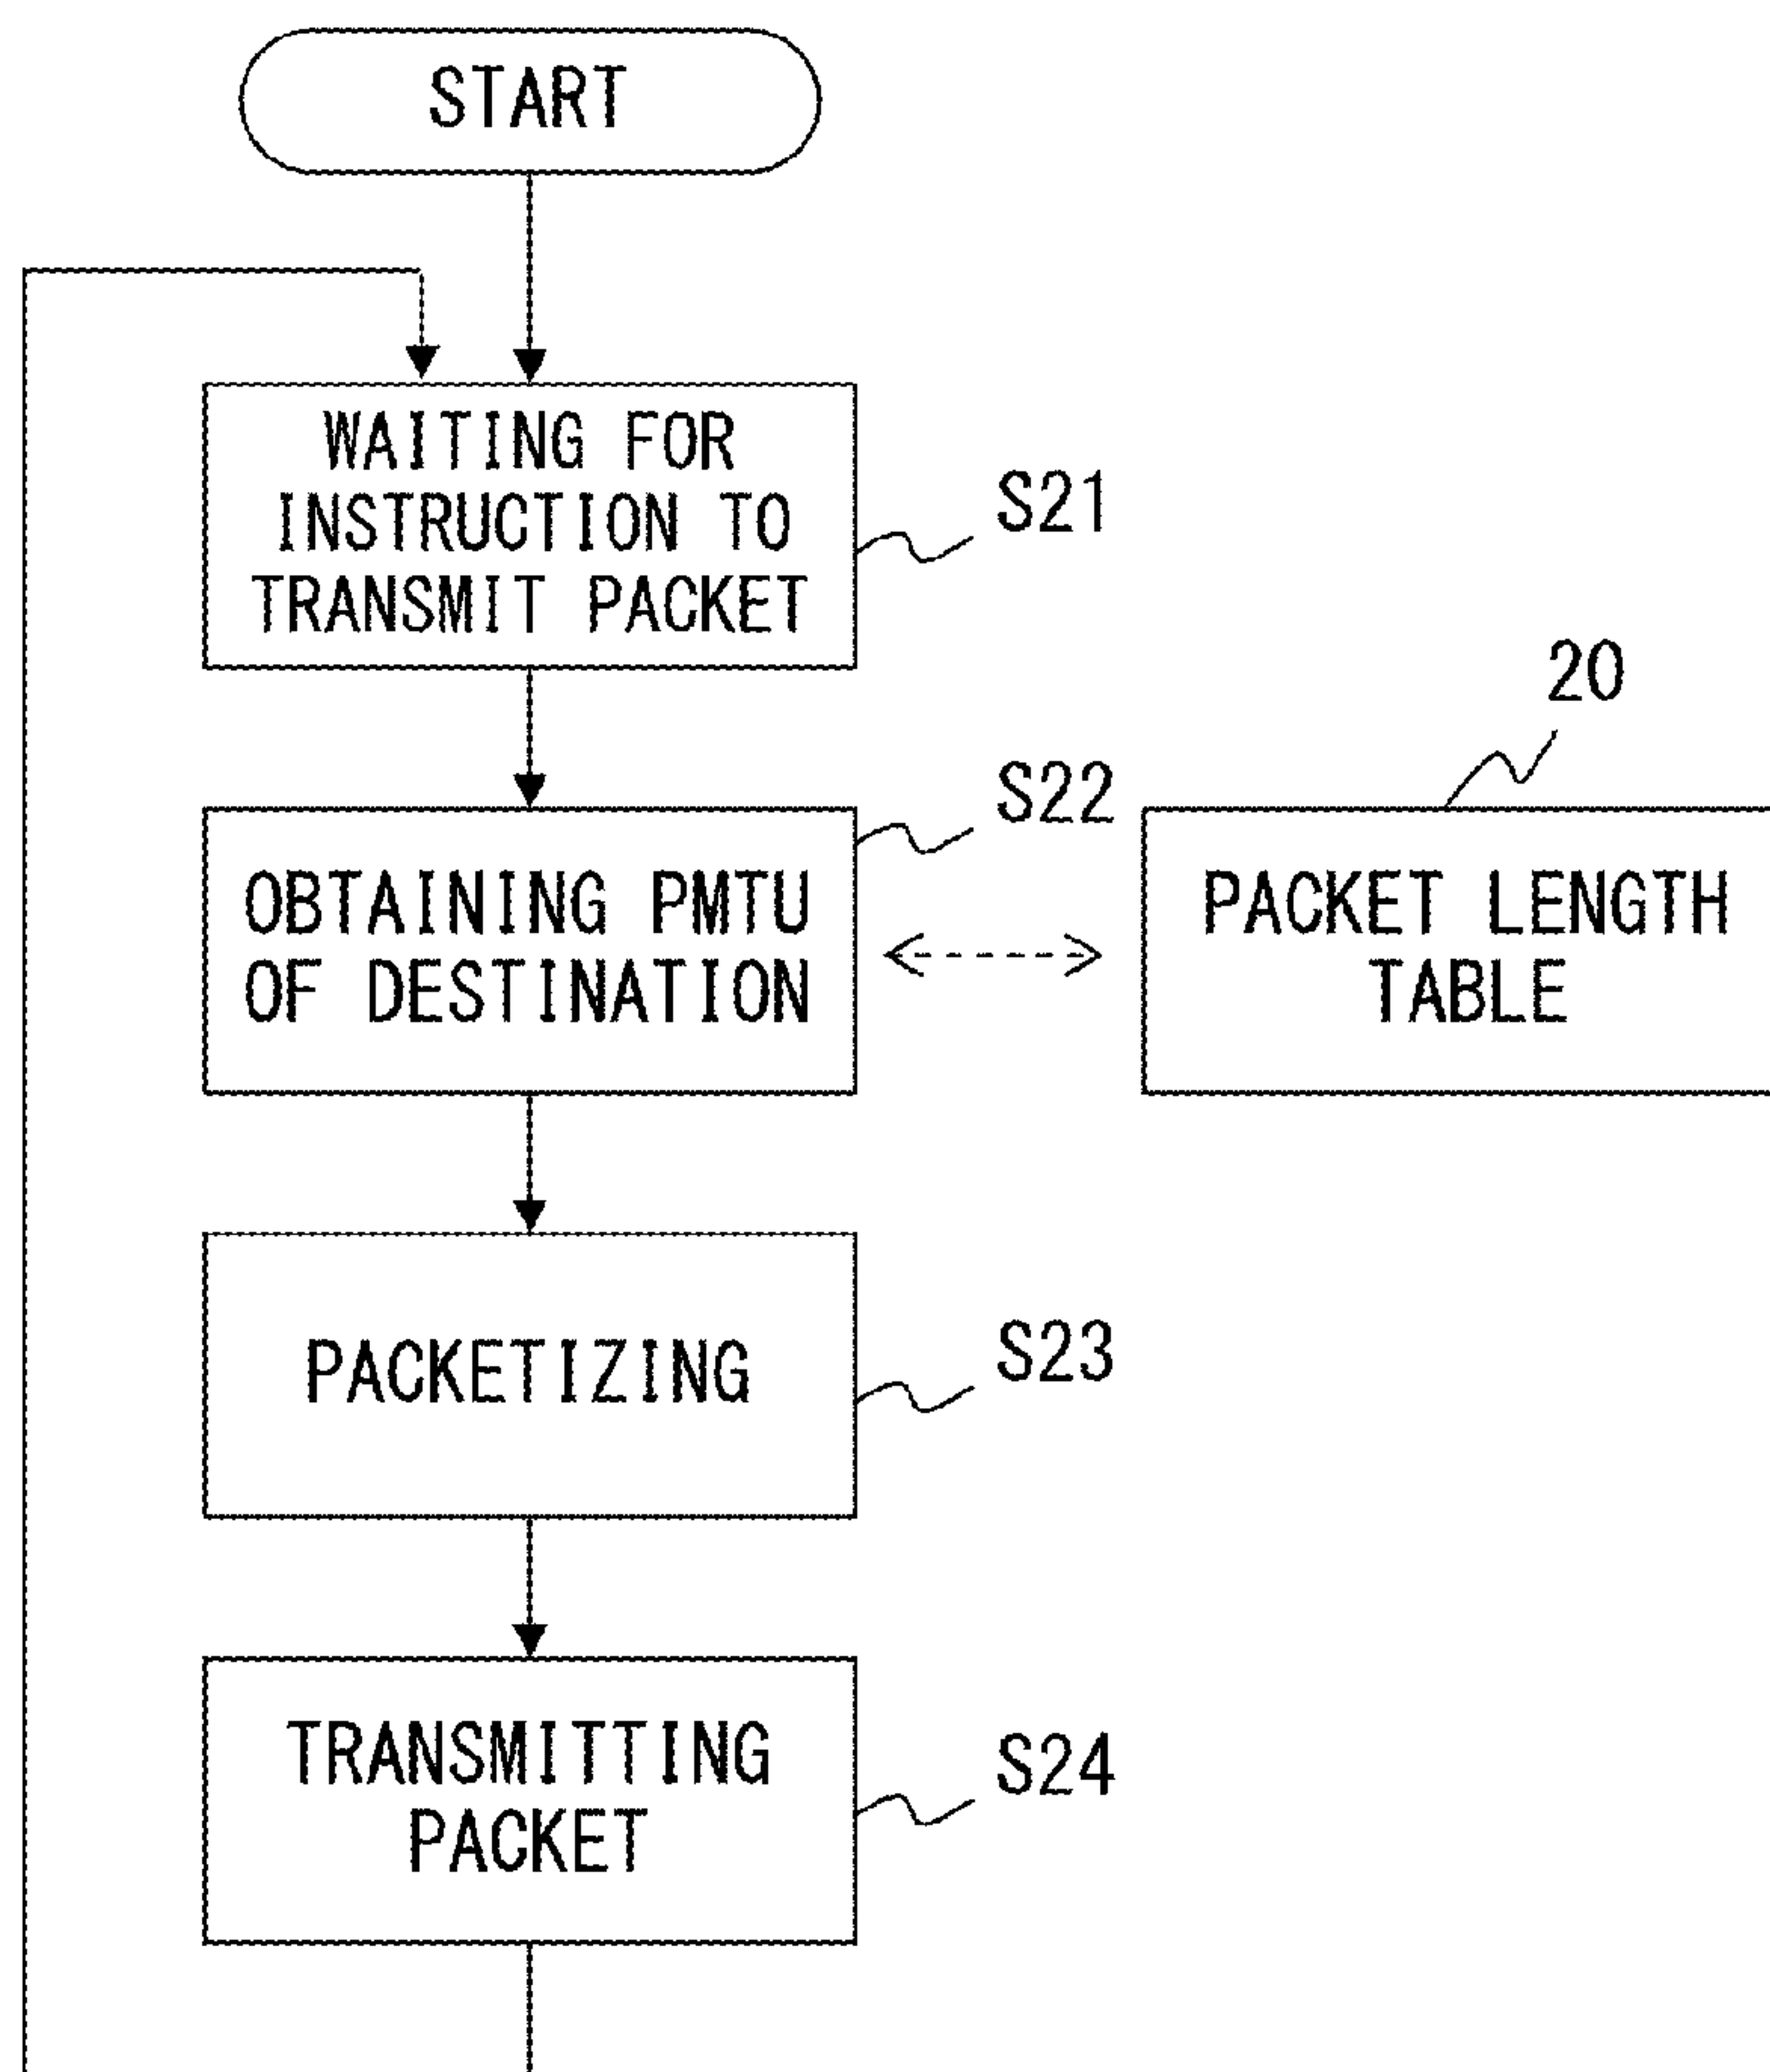 START
WAITING FOR
INSTRUCTION TO
TRANSMIT PACKET
S21
20
S22
OBTAINING PMTU
OF DESTINATION
PACKET LENGTH
TABLE
PACKETIZING
S23
TRANSMITTING
PACKET
S24